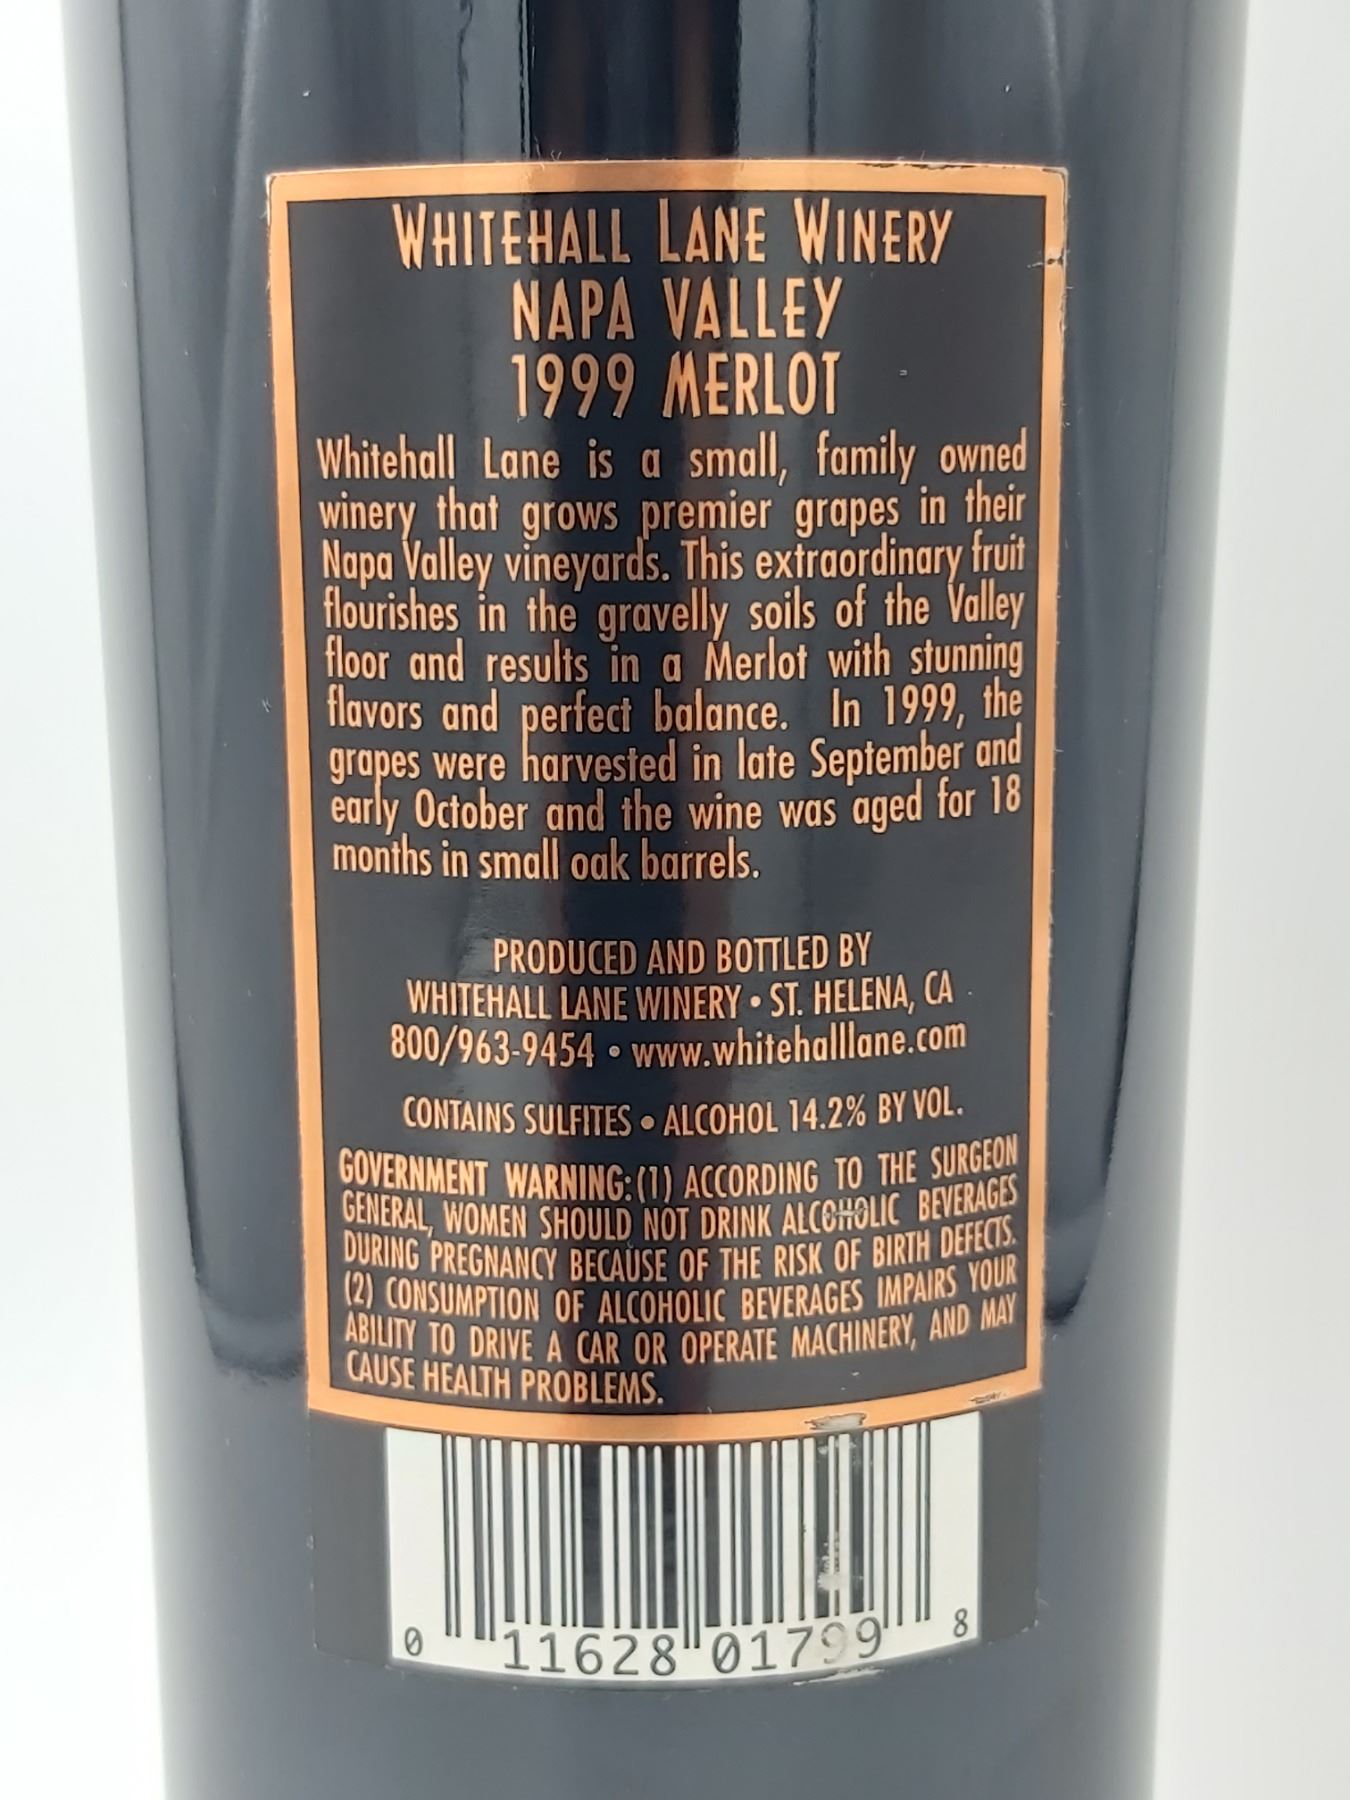 WHITEHALL LANE WINERY
NAPA VALLEY
1999 MERLOT
Whitehall Lane is a small, family owned
winery that grows premier grapes in their
Napa Valley vineyards. This extraordinary fruit
flourishes in the gravelly soils of the Valley
floor and results in a Merlot with stunning
flavors and perfect balance. In 1999, the
grapes were harvested in late September and
early October and the wine was aged for 18
months in small oak barrels.
PRODUCED AND BOTTLED BY
WHITEHALL LANE WINERY • ST. HELENA, CA
800/963-9454 • www.whitehalllane.com
CONTAINS SULFITES • ALCOHOL 14.2% BY VOL.
GOVERNMENT WARNING: (1) ACCORDING TO THE SURGEON
GENERAL, WOMEN SHOULD NOT DRINK ALCOHOLIC BEVERAGES
DURING PREGNANCY BECAUSE OF THE RISK OF BIRTH DEFECTS.
(2) CONSUMPTION OF ALCOHOLIC BEVERAGES IMPAIRS YOUR
ABILITY TO DRIVE A CAR OR OPERATE MACHINERY, AND MAY
CAUSE HEALTH PROBLEMS.
0 11628 01799 8